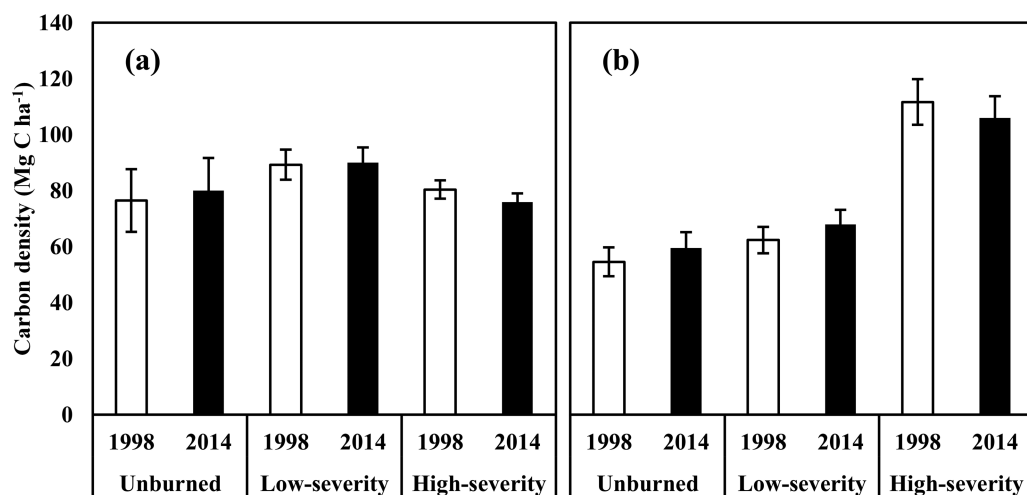 140
120
100
80
60
40
20
0
Carbon density (Mg C ha⁻¹)
(a)
(b)
1998 2014 1998 2014 1998 2014 1998 2014 1998 2014 1998 2014
Unburned Low-severity High-severity Unburned Low-severity High-severity